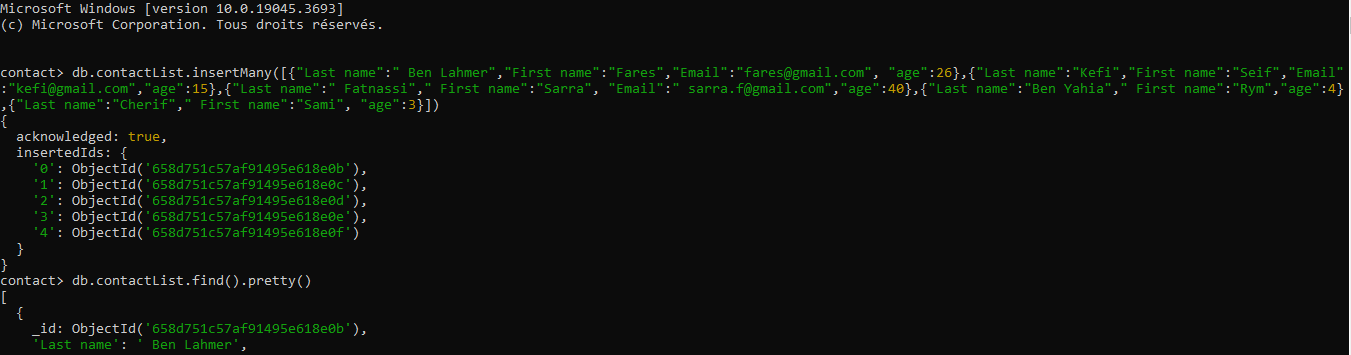 Microsoft Windows [version 10.0.19045.3693]
(c) Microsoft Corporation. Tous droits réservés.
contact> db.contactList.insertMany([{"Last name":" Ben Lahmer","First name":"Fares","Email":"fares@gmail.com", "age":26},{"Last name":"Kefi","First name":"Seif","Email"
:"kefi@gmail.com","age":15},{"Last name":" Fatnassi"," First name":"Sarra, "Email":" sarra.f@gmail.com","age":40},{"Last name":"Ben Yahia"," First name":"Rym","age":4}
,{"Last name":"Cherif"," First name":"Sami", "age":3}])
{
  acknowledged: true,
  insertedIds: {
    '0': ObjectId('658d751c57af91495e618e0b'),
    '1': ObjectId('658d751c57af91495e618e0c'),
    '2': ObjectId('658d751c57af91495e618e0d'),
    '3': ObjectId('658d751c57af91495e618e0e'),
    '4': ObjectId('658d751c57af91495e618e0f')
  }
}
contact> db.contactList.find().pretty()
[
  {
    _id: ObjectId('658d751c57af91495e618e0b'),
    'Last name': ' Ben Lahmer',